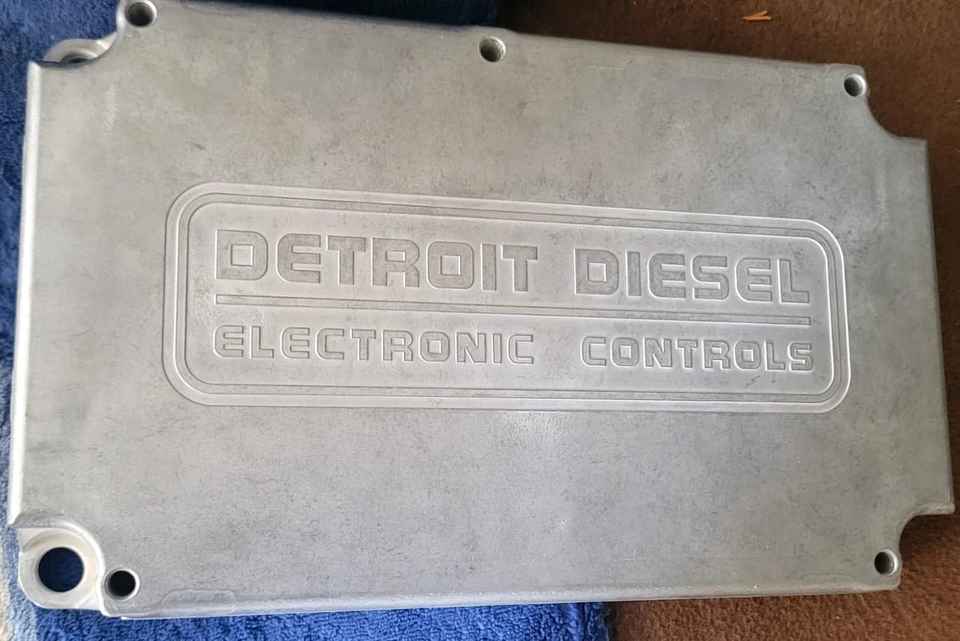 DETROIT DIESEL
ELECTRONIC CONTROLS